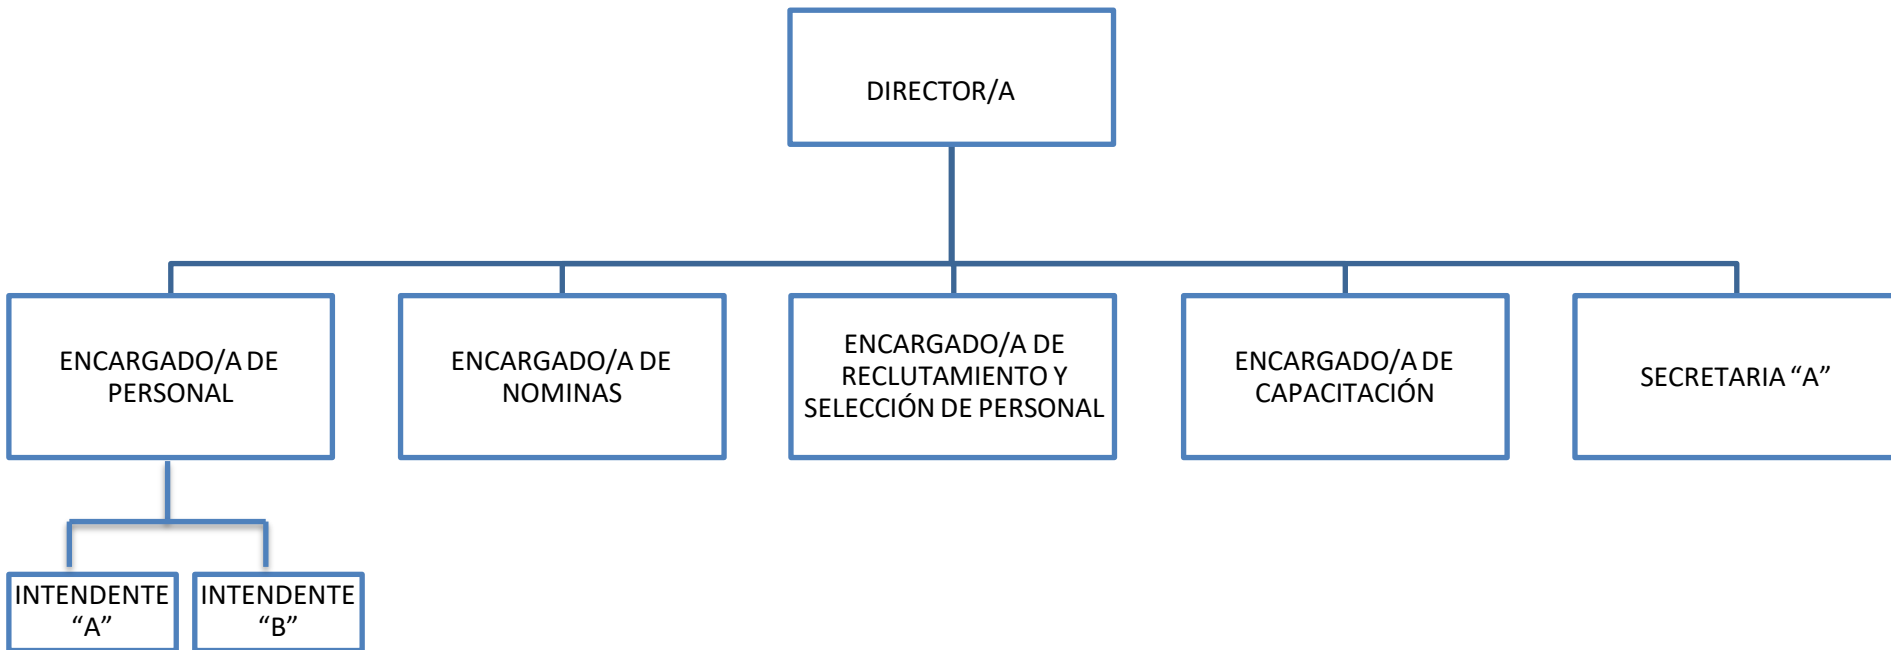 DIRECTOR/A
ENCARGADO/A DE
PERSONAL
ENCARGADO/A DE
NOMINAS
ENCARGADO/A DE
RECLUTAMIENTO Y
SELECCIÓN DE PERSONAL
ENCARGADO/A DE
CAPACITACIÓN
SECRETARIA “A”
INTENDENTE
“A”
INTENDENTE
“B”